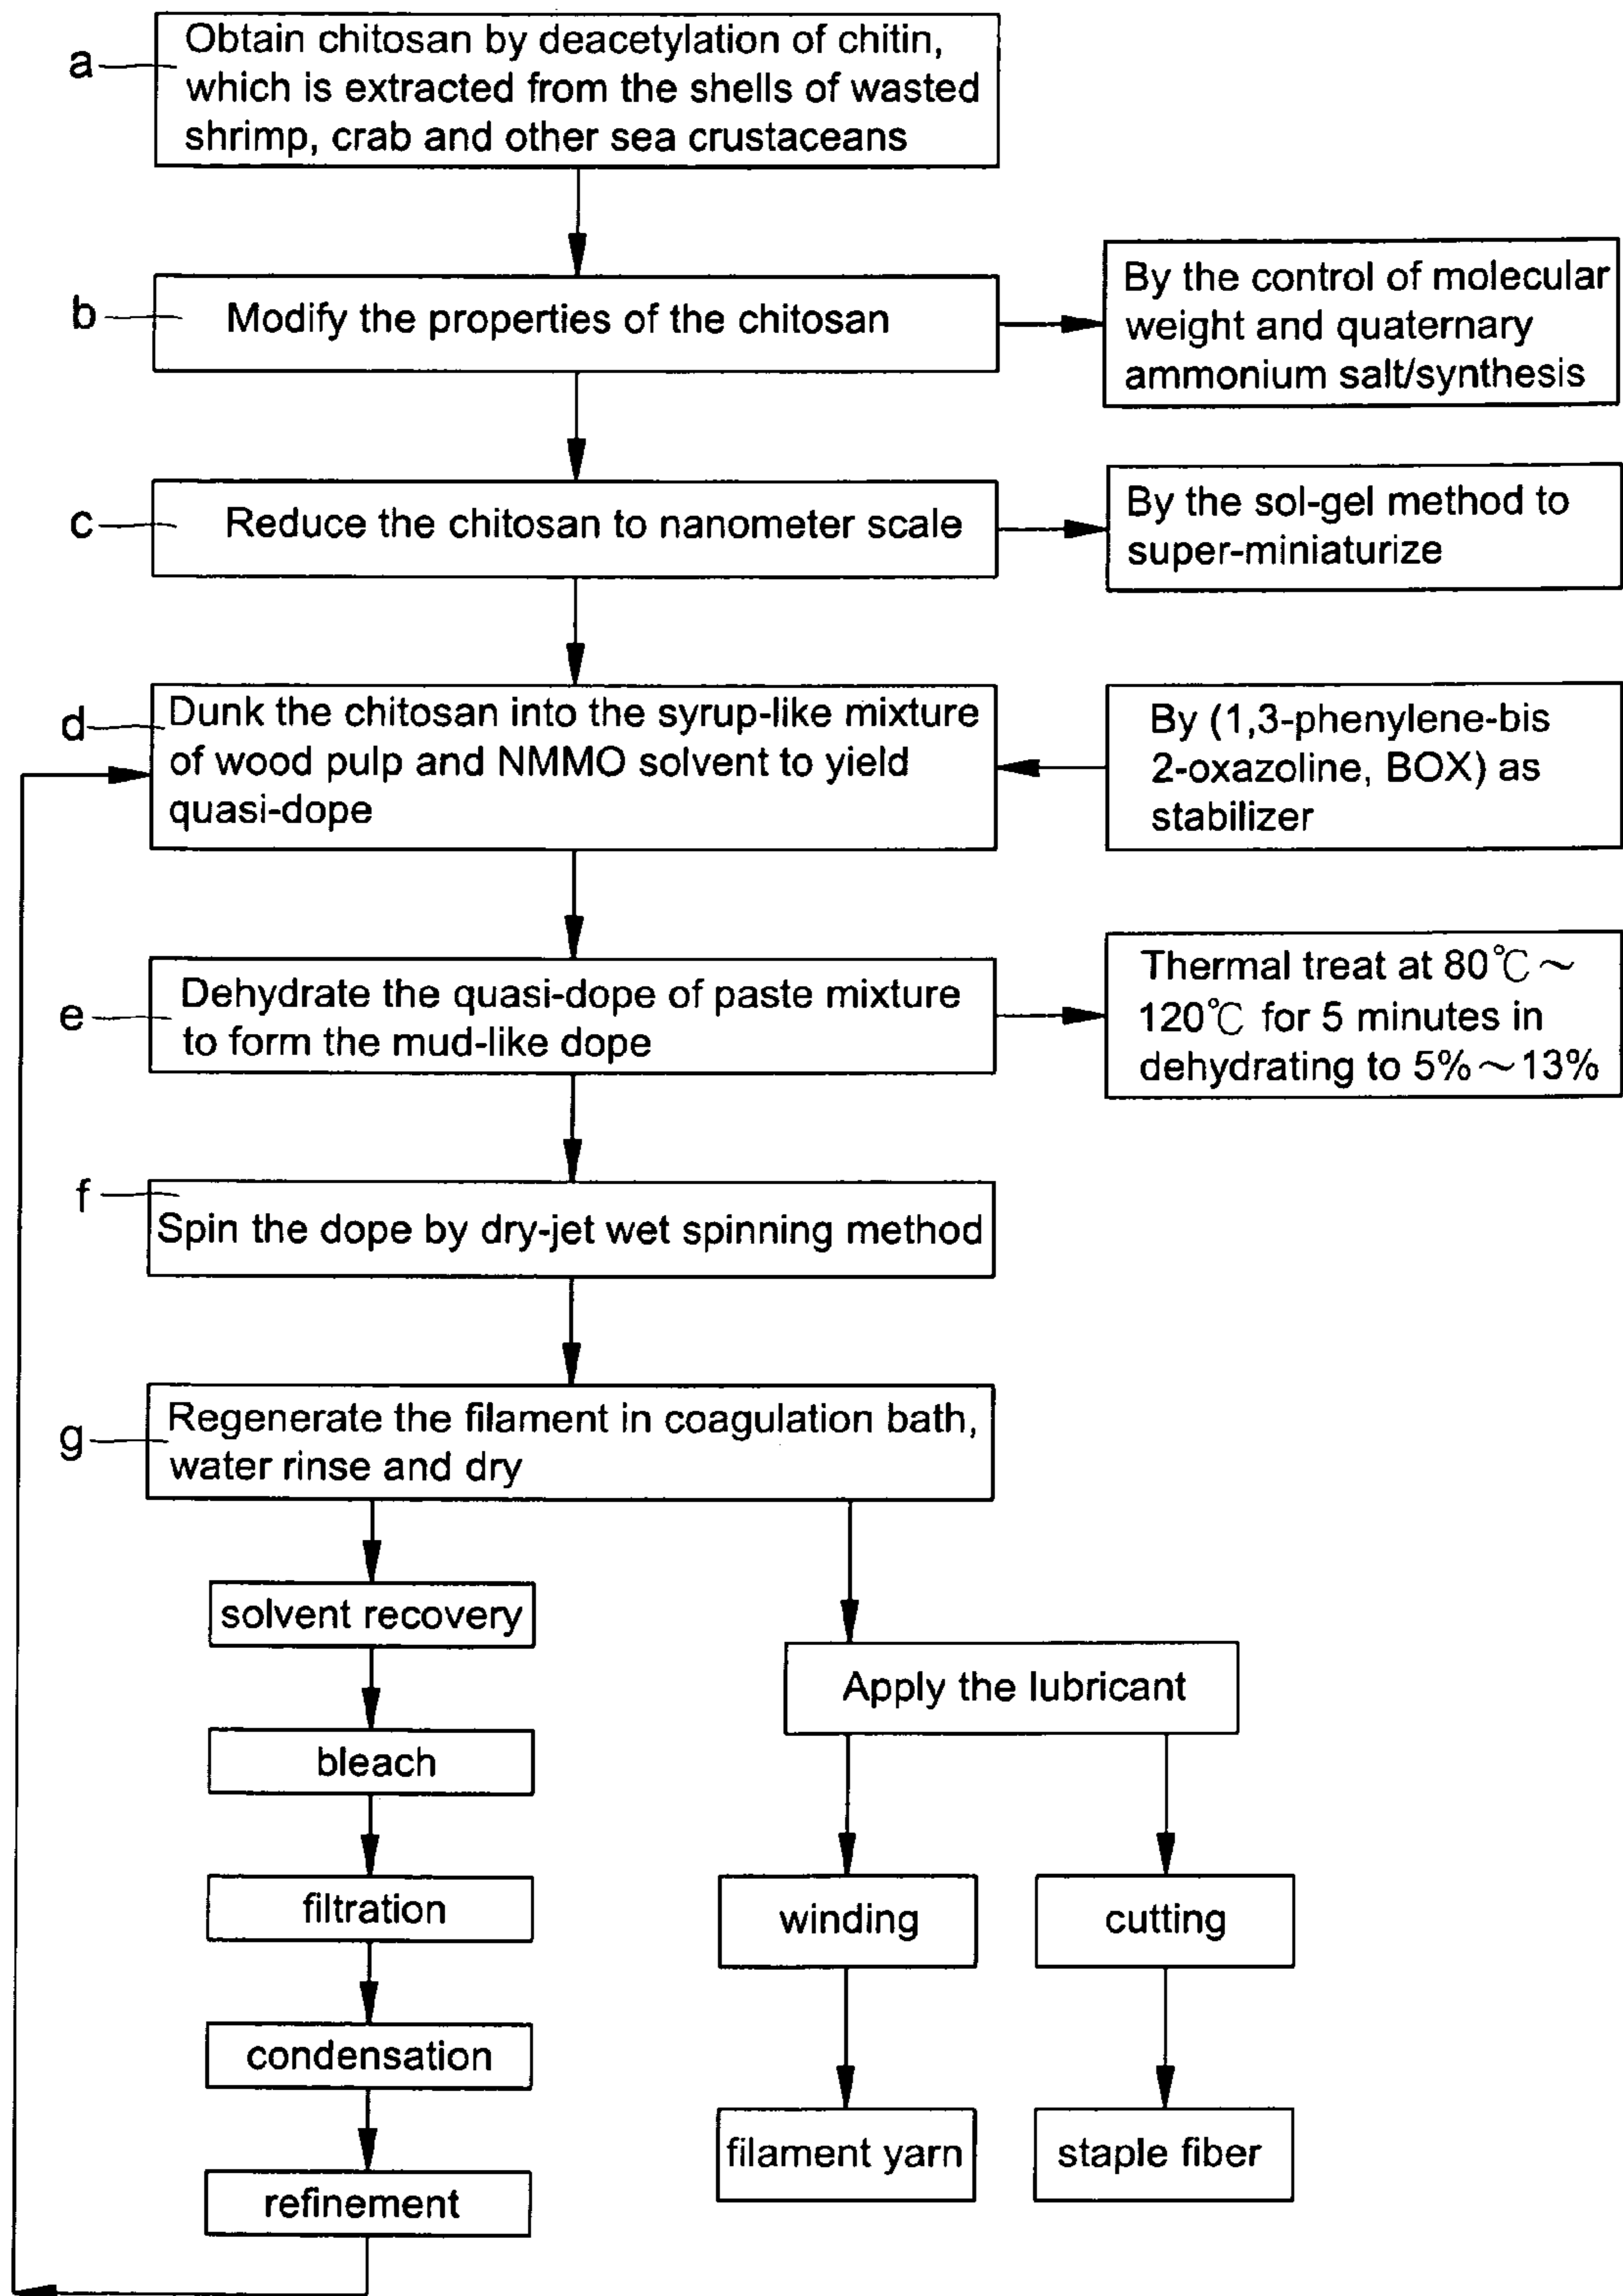 a
Obtain chitosan by deacetylation of chitin,
which is extracted from the shells of wasted
shrimp, crab and other sea crustaceans
b
Modify the properties of the chitosan
By the control of molecular
weight and quaternary
ammonium salt/synthesis
c
Reduce the chitosan to nanometer scale
By the sol-gel method to
super-miniaturize
d
Dunk the chitosan into the syrup-like mixture
of wood pulp and NMMO solvent to yield
quasi-dope
By (1,3-phenylene-bis
2-oxazoline, BOX) as
stabilizer
e
Dehydrate the quasi-dope of paste mixture
to form the mud-like dope
Thermal treat at 80℃～
120℃ for 5 minutes in
dehydrating to 5%～13%
f
Spin the dope by dry-jet wet spinning method
g
Regenerate the filament in coagulation bath,
water rinse and dry
solvent recovery
bleach
filtration
condensation
refinement
Apply the lubricant
winding
cutting
filament yarn
staple fiber